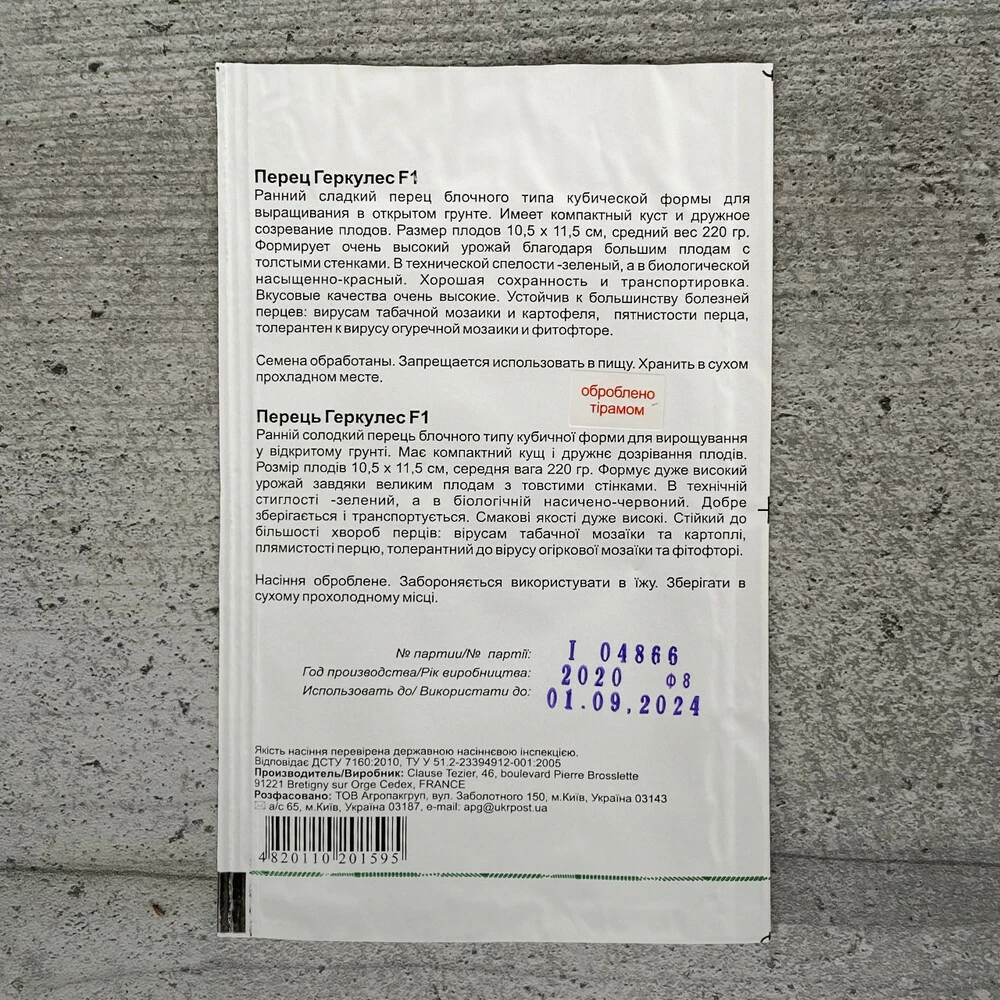 Перец Геркулес F1
Ранний сладкий перец блочного типа кубической формы для
выращивания в открытом грунте. Имеет компактный куст и дружное
созревание плодов. Размер плодов 10,5 х 11,5 см, средний вес 220 гр.
Формирует очень высокий урожай благодаря большим плодам с
толстыми стенками. В технической спелости -зеленый, а в биологической
насыщенно-красный. Хорошая сохранность и транспортировка.
Вкусовые качества очень высокие. Устойчив к большинству болезней
перцев: вирусам табачной мозаики и картофеля, пятнистости перца,
толерантен к вирусу огуречной мозаики и фитофторе.
Семена обработаны. Запрещается использовать в пищу. Хранить в сухом
прохладном месте.
оброблено
тірамом
Перець Геркулес F1
Ранній солодкий перець блочного типу кубичної форми для вирощування
у відкритому грунті. Має компактний кущ і дружнє дозрівання плодів.
Розмір плодів 10,5 х 11,5 см, середня вага 220 гр. Формує дуже високий
урожай завдяки великим плодам з товстими стінками. В технічній
стиглості -зелений, а в біологічній насичено-червоний. Добре
зберігається і транспортується. Смакові якості дуже високі. Стійкий до
більшості хвороб перців: вірусам табачної мозаїки та картоплі,
плямистості перцю, толерантний до вірусу огіркової мозаїки та фітофторі.
Насіння оброблене. Забороняється використувати в їжу. Зберігати в
сухому прохолодному місці.
№ партии/№ партії: I 04866
Год производства/Рік виробництва: 2020 ф8
Использовать до/ Використати до: 01.09.2024
Якість насіння перевірена державною насіннєвою інспекцією.
Відповідає ДСТУ 7160:2010, ТУ У 51.2-23394912-001:2005
Производитель/Виробник: Clause Tezier, 46, boulevard Pierre Brosslette
91221 Bretigny sur Orge Cedex, FRANCE
Розфасовано: ТОВ Агропакгруп, вул. Заболотного 150, м.Київ, Україна 03143
а/с 65, м.Київ, Україна 03187, e-mail: apg@ukrpost.ua
4 820110 201595